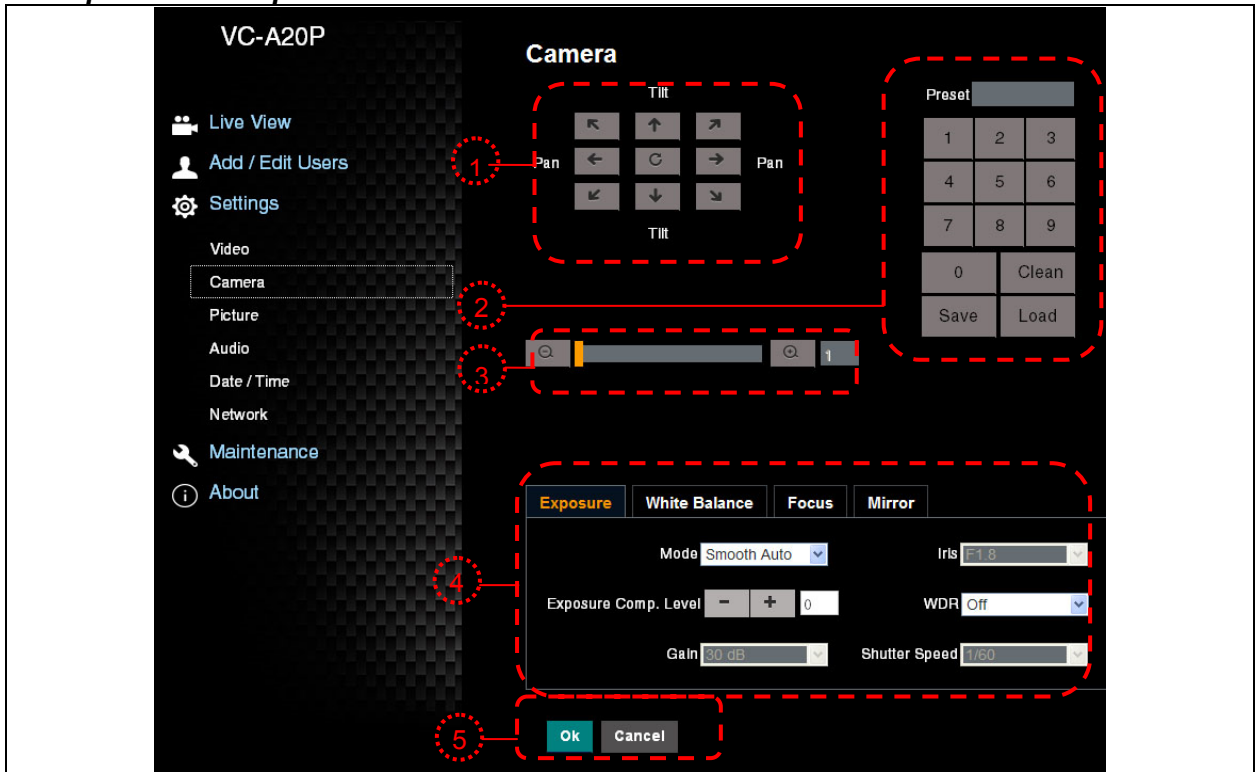 VC-A20P
Live View
Add / Edit Users
Settings
Video
Camera
Picture
Audio
Date / Time
Network
Maintenance
About
Camera
Tilt
Pan
Pan
Tilt
Preset
1 2 3
4 5 6
7 8 9
0 Clean
Save Load
1
2
3
4
5
1
Exposure White Balance Focus Mirror
Mode Smooth Auto Iris F1.8
Exposure Comp. Level - + 0 WDR Off
Gain 30 dB Shutter Speed 1/60
Ok Cancel